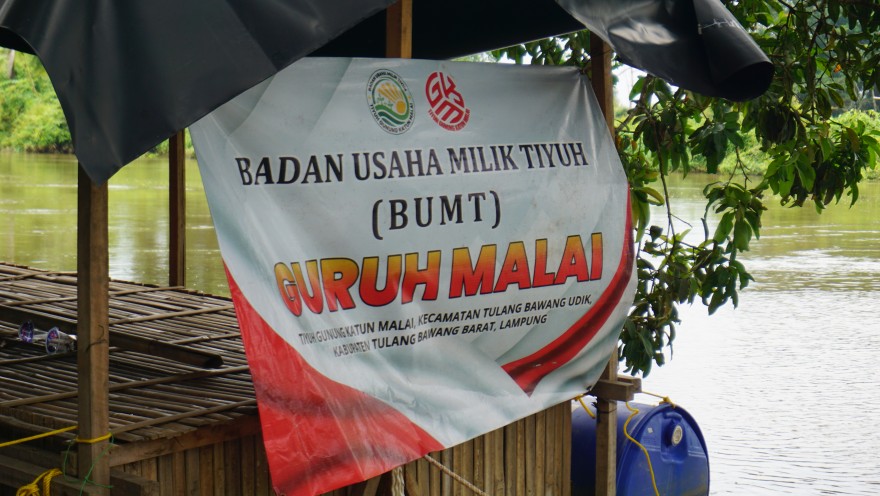 GKM
BADAN USAHA MILIK TIYUH
(BUMT)
GURUH MALAI
TIYUH GUNUNG KATUN MALAI, KECAMATAN TULANG BAWANG UDIK,
KABUPATEN TULANG BAWANG BARAT, LAMPUNG